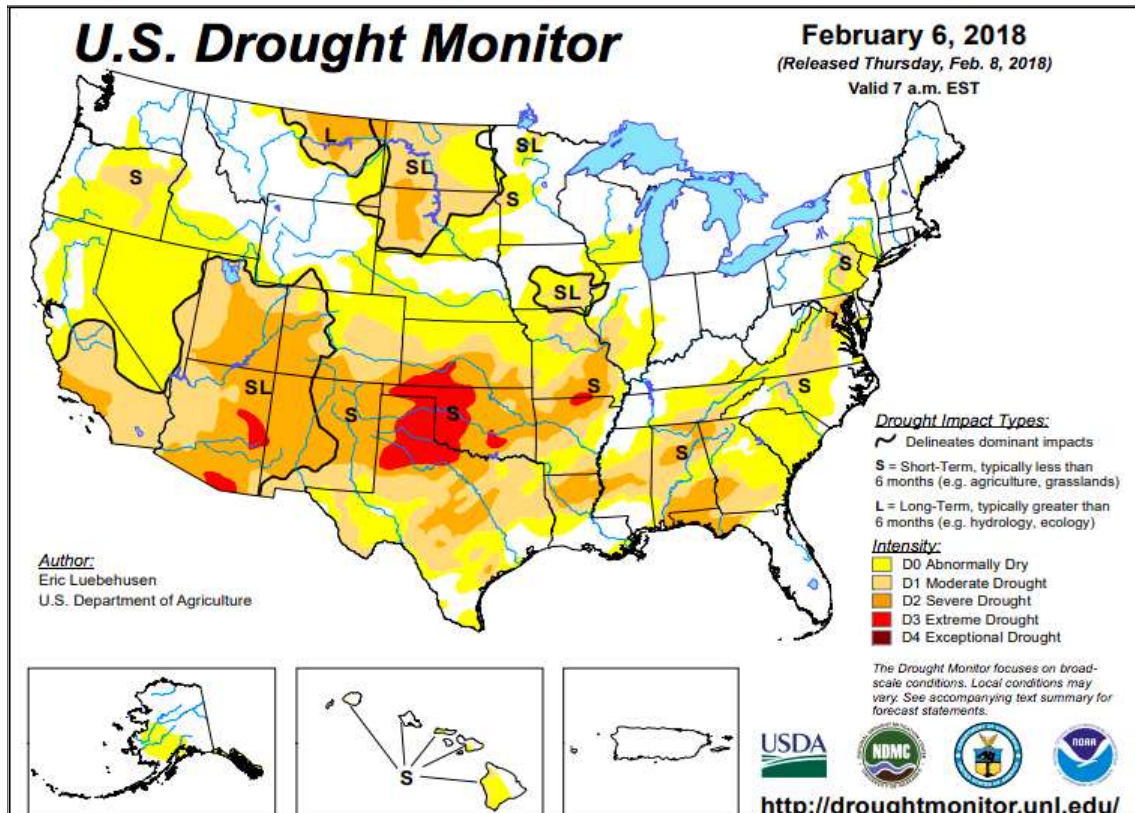 U.S. Drought Monitor
February 6, 2018
(Released Thursday, Feb. 8, 2018)
Valid 7 a.m. EST
L
SL
SL
S
S
S
SL
S
SL
S
S
S
S
S
Drought Impact Types:
Delineates dominant impacts
S = Short-Term, typically less than
6 months (e.g. agriculture, grasslands)
L = Long-Term, typically greater than
6 months (e.g. hydrology, ecology)
Intensity:
D0 Abnormally Dry
D1 Moderate Drought
D2 Severe Drought
D3 Extreme Drought
D4 Exceptional Drought
Author:
Eric Luebehusen
U.S. Department of Agriculture
The Drought Monitor focuses on broad-
scale conditions. Local conditions may
vary. See accompanying text summary for
forecast statements.
S
USDA
NDMC
NOAA
http://droughtmonitor.unl.edu/